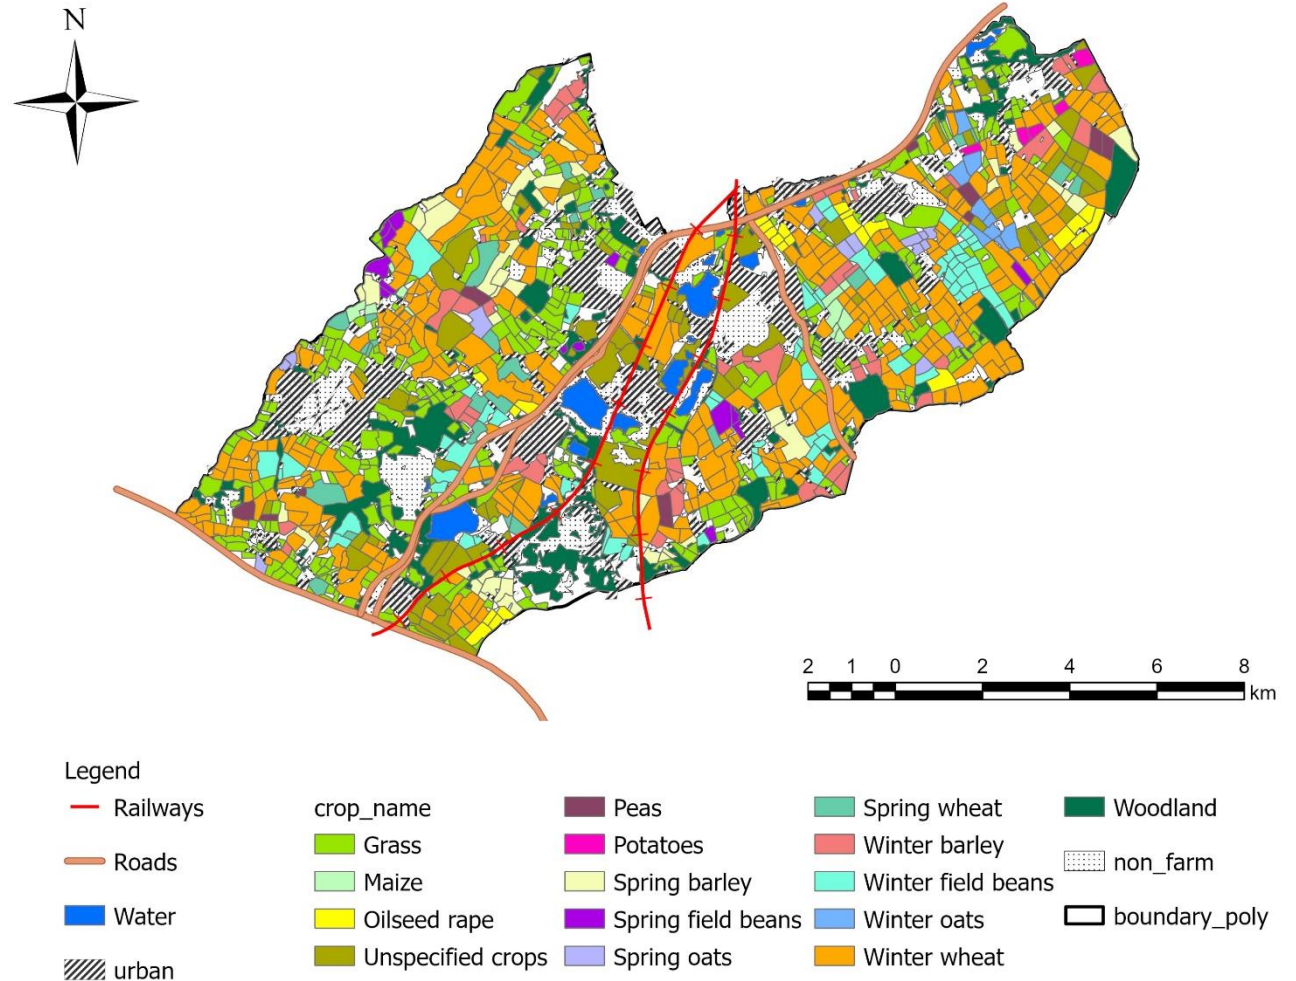 N
2 1 0 2 4 6 8
km
Legend
Railways
Roads
Water
urban
crop_name
Grass
Maize
Oilseed rape
Unspecified crops
Peas
Potatoes
Spring barley
Spring field beans
Spring oats
Spring wheat
Winter barley
Winter field beans
Winter oats
Winter wheat
Woodland
non_farm
boundary_poly